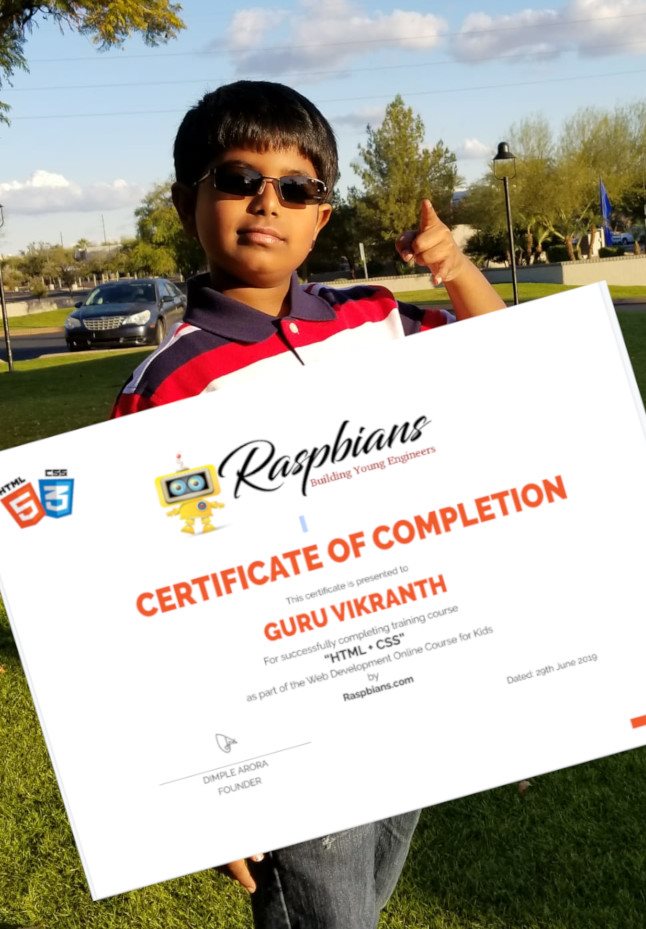 HTML
5
CSS
3
Raspbians
Building Young Engineers
CERTIFICATE OF COMPLETION
This certificate is presented to
GURU VIKRANTH
For successfully completing training course
"HTML + CSS"
as part of the Web Development Online Course for Kids
by
Raspbians.com
Dated: 29th June 2019
DIMPLE ARORA
FOUNDER